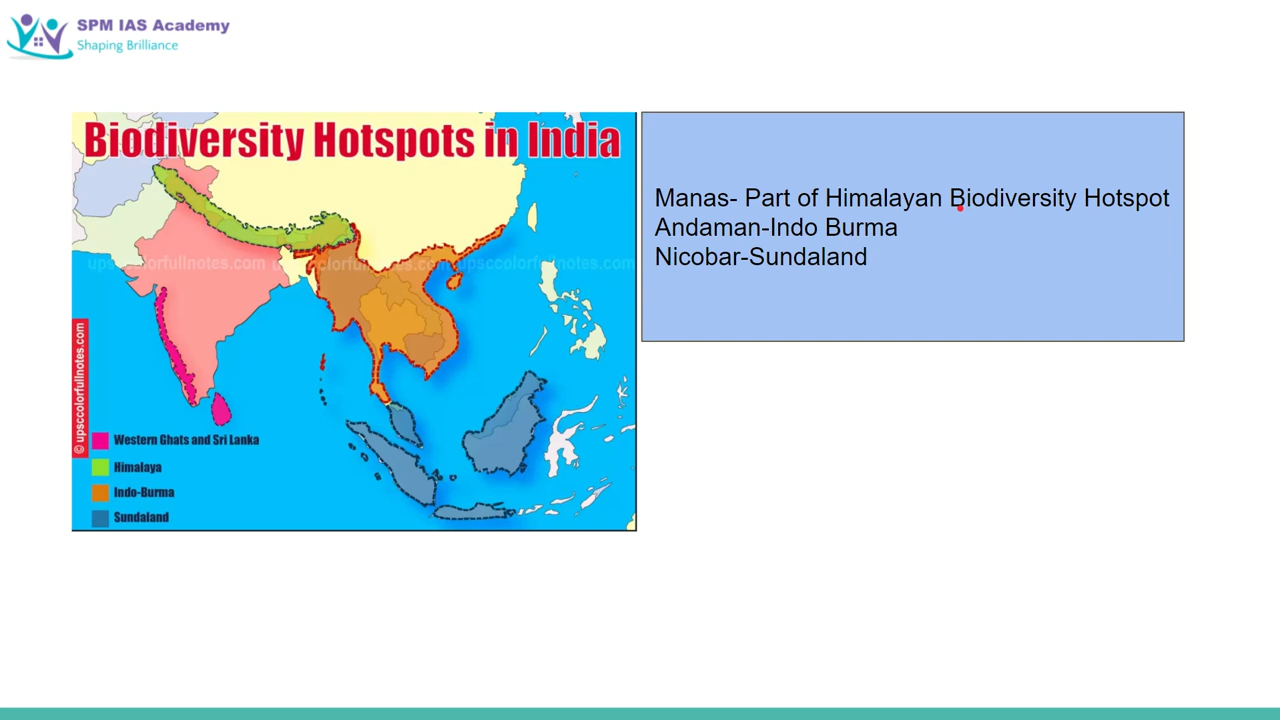 SPM IAS Academy
Shaping Brilliance
Biodiversity Hotspots in India
upsccolorfullnotes.com
© upsccolorfullnotes.com
Western Ghats and Sri Lanka
Himalaya
Indo-Burma
Sundaland
Manas- Part of Himalayan Biodiversity Hotspot
Andaman-Indo Burma
Nicobar-Sundaland